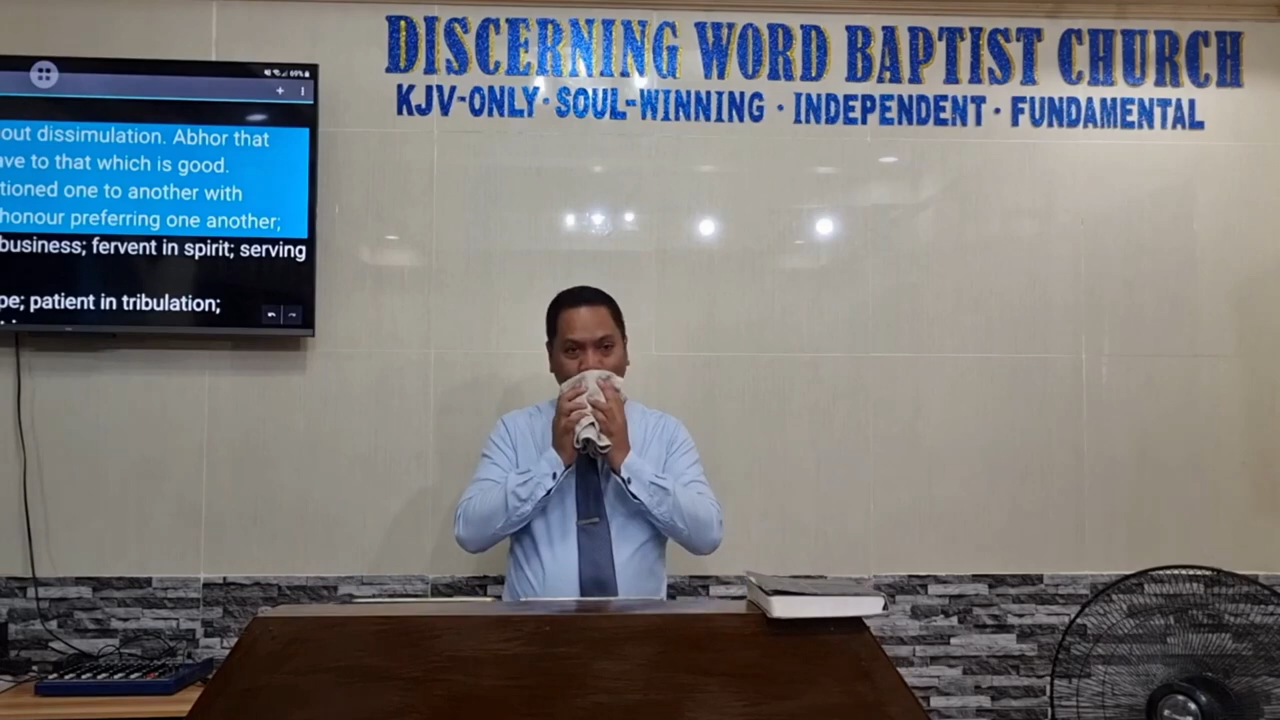 DISCERNING WORD BAPTIST CHURCH
KJV-ONLY · SOUL-WINNING · INDEPENDENT · FUNDAMENTAL
69%
out dissimulation. Abhor that
ave to that which is good.
tioned one to another with
honour preferring one another;
business; fervent in spirit; serving
pe; patient in tribulation;